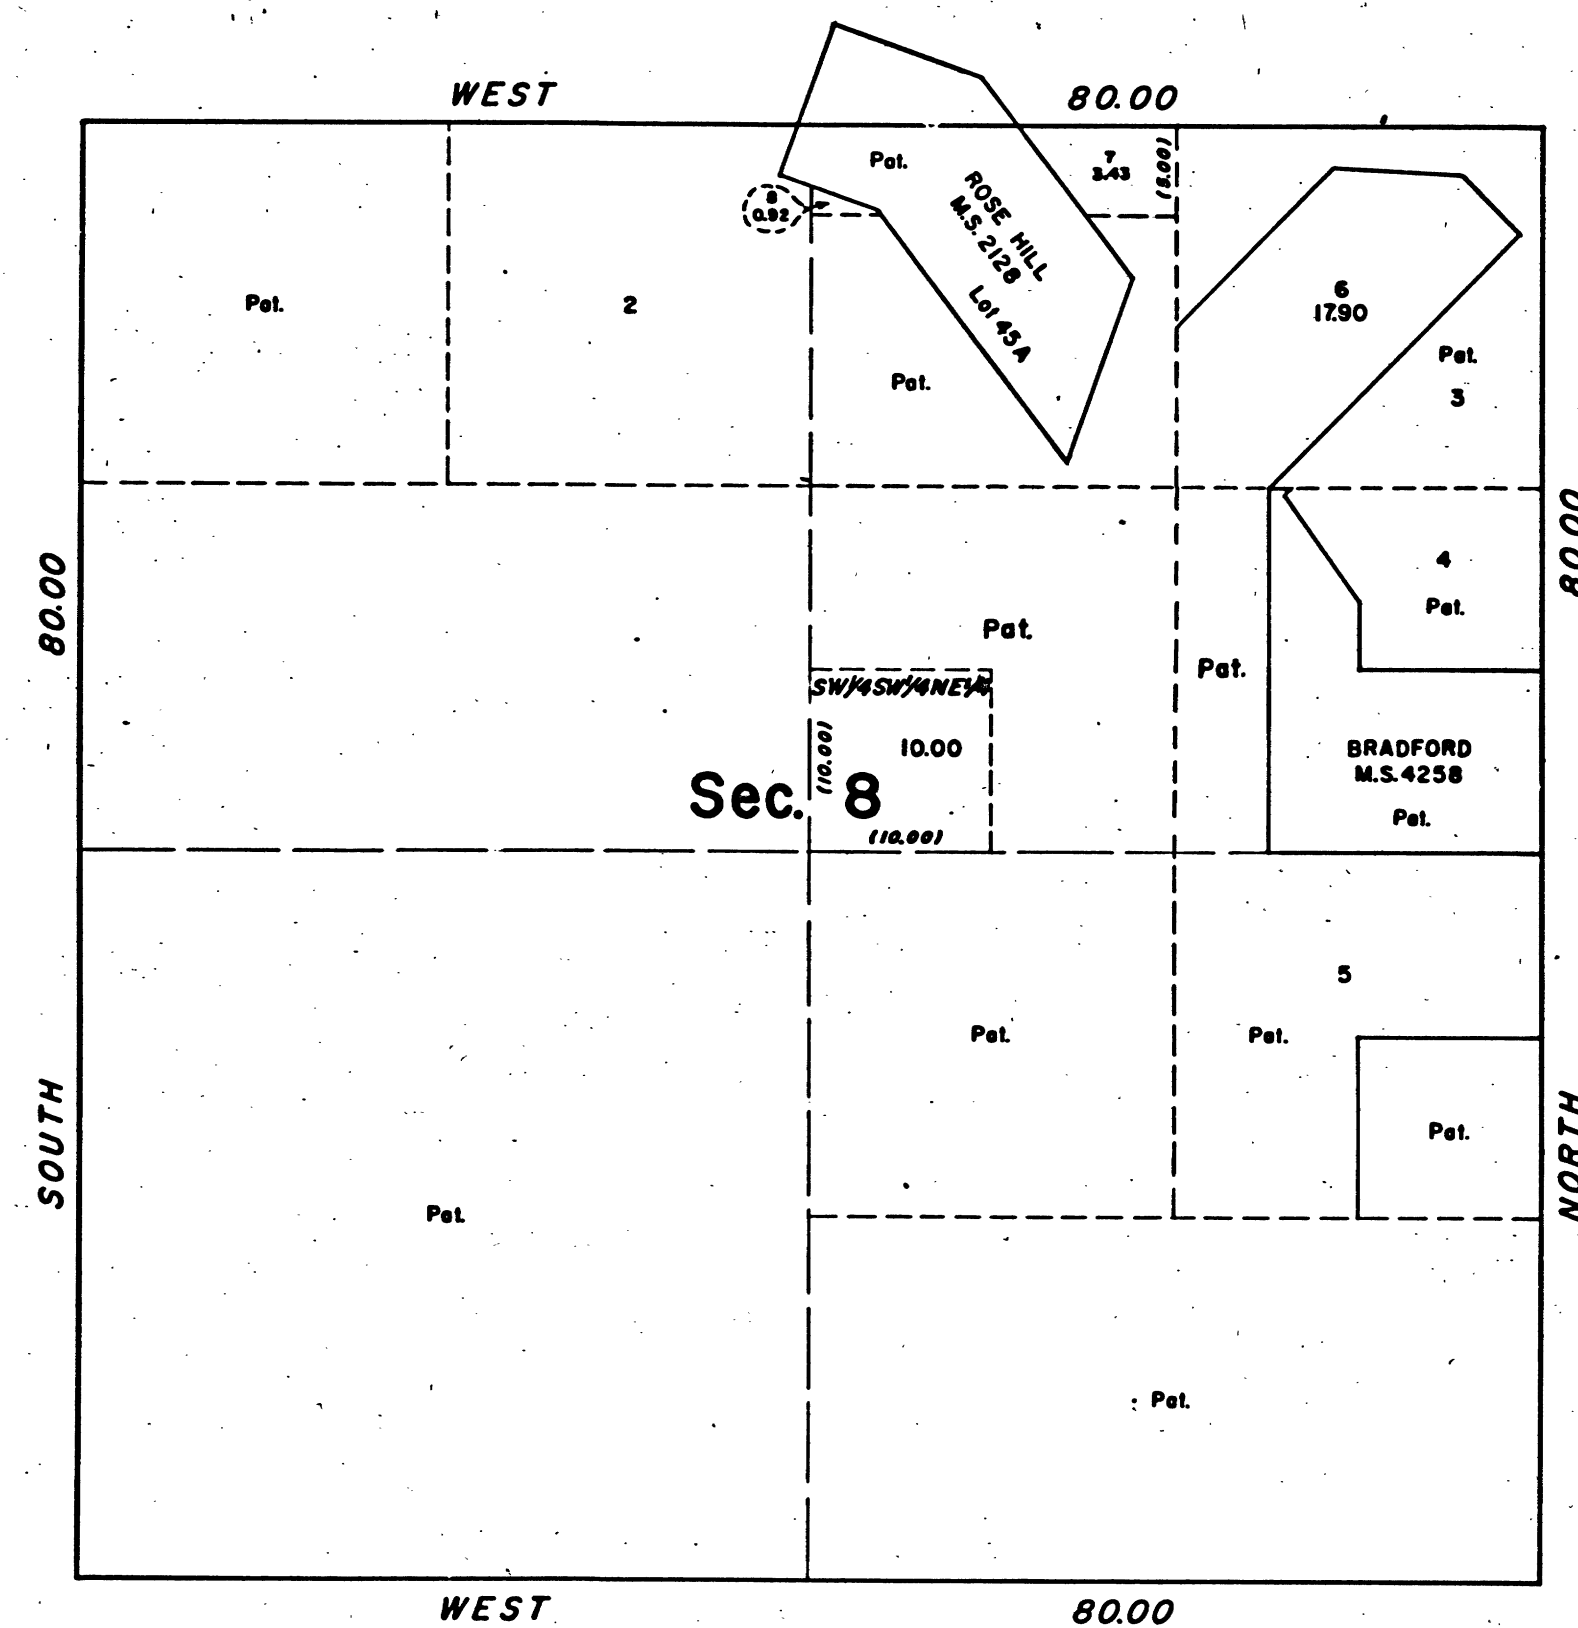 WEST 80.00
Pat.
7
3.43
(5.00)
8
0.92
ROSE HILL
M.S. 2128
Lot 45A
Pat.
2
6
17.90
Pat.
3
Pat.
80.00
80.00
4
Pat.
Pat.
Pat.
SW1/4SW1/4NE1/4
(10.00)
10.00
(10.00)
Sec. 8
BRADFORD
M.S. 4258
Pat.
5
Pat.
Pat.
Pat.
SOUTH
NORTH
Pat.
Pat.
WEST 80.00